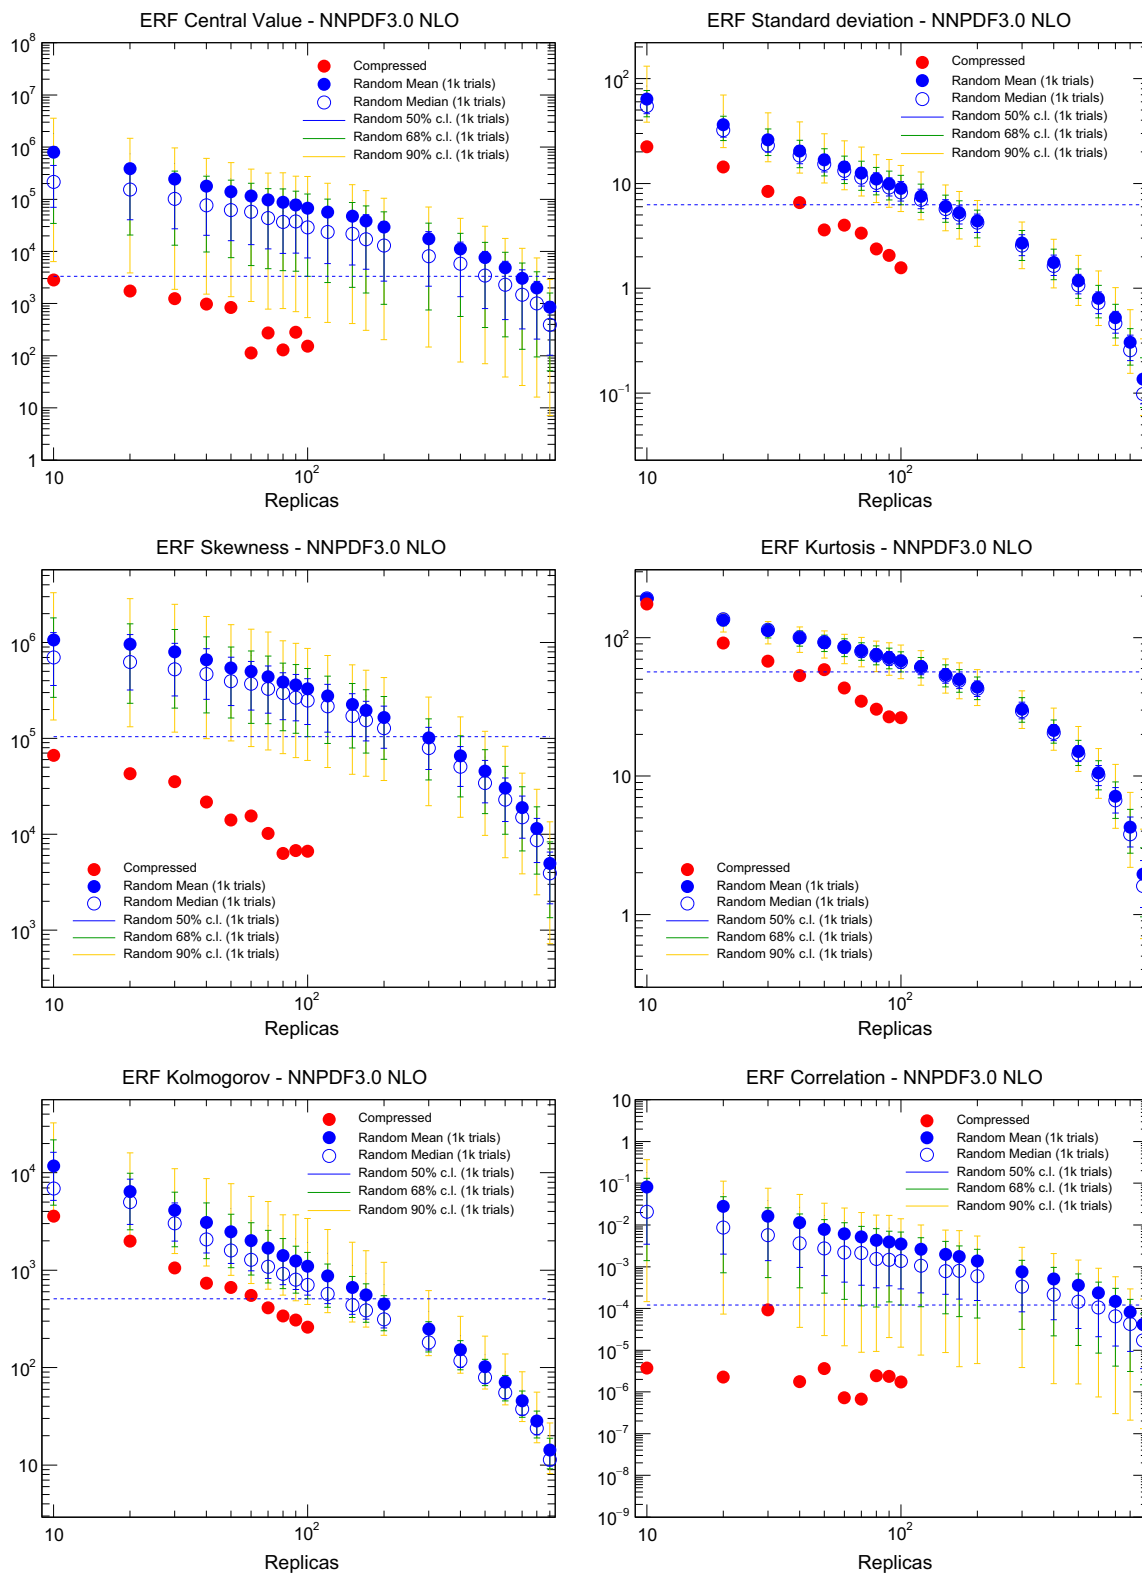 ERF Central Value - NNPDF3.0 NLO
10^8
10^7
10^6
10^5
10^4
10^3
10^2
10
1
Compressed
Random Mean (1k trials)
Random Median (1k trials)
Random 50% c.l. (1k trials)
Random 68% c.l. (1k trials)
Random 90% c.l. (1k trials)
10
10^2
Replicas
ERF Standard deviation - NNPDF3.0 NLO
10^2
10
1
10^−1
Compressed
Random Mean (1k trials)
Random Median (1k trials)
Random 50% c.l. (1k trials)
Random 68% c.l. (1k trials)
Random 90% c.l. (1k trials)
10
10^2
Replicas
ERF Skewness - NNPDF3.0 NLO
10^6
10^5
10^4
10^3
Compressed
Random Mean (1k trials)
Random Median (1k trials)
Random 50% c.l. (1k trials)
Random 68% c.l. (1k trials)
Random 90% c.l. (1k trials)
10
10^2
Replicas
ERF Kurtosis - NNPDF3.0 NLO
10^2
10
1
Compressed
Random Mean (1k trials)
Random Median (1k trials)
Random 50% c.l. (1k trials)
Random 68% c.l. (1k trials)
Random 90% c.l. (1k trials)
10
10^2
Replicas
ERF Kolmogorov - NNPDF3.0 NLO
10^4
10^3
10^2
10
Compressed
Random Mean (1k trials)
Random Median (1k trials)
Random 50% c.l. (1k trials)
Random 68% c.l. (1k trials)
Random 90% c.l. (1k trials)
10
10^2
Replicas
ERF Correlation - NNPDF3.0 NLO
10
1
10^−1
10^−2
10^−3
10^−4
10^−5
10^−6
10^−7
10^−8
10^−9
Compressed
Random Mean (1k trials)
Random Median (1k trials)
Random 50% c.l. (1k trials)
Random 68% c.l. (1k trials)
Random 90% c.l. (1k trials)
10
10^2
Replicas